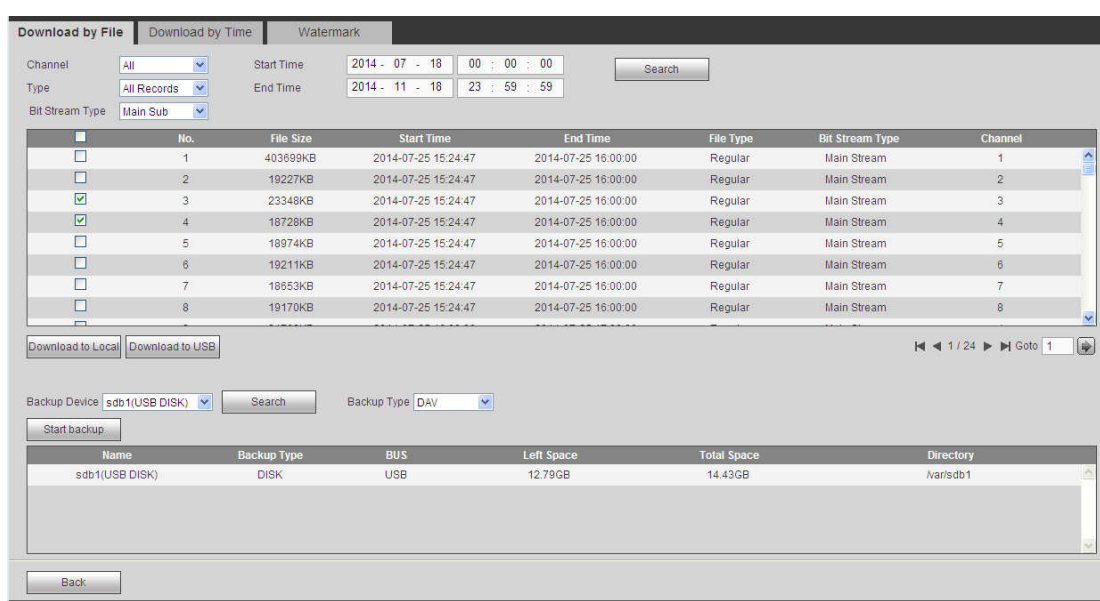 Download by File Download by Time Watermark
Channel All Start Time 2014 - 07 - 18 00 : 00 : 00 Search
Type All Records End Time 2014 - 11 - 18 23 : 59 : 59
Bit Stream Type Main Sub
No. File Size Start Time End Time File Type Bit Stream Type Channel
1 403699KB 2014-07-25 15:24:47 2014-07-25 16:00:00 Regular Main Stream 1
2 19227KB 2014-07-25 15:24:47 2014-07-25 16:00:00 Regular Main Stream 2
3 23348KB 2014-07-25 15:24:47 2014-07-25 16:00:00 Regular Main Stream 3
4 18728KB 2014-07-25 15:24:47 2014-07-25 16:00:00 Regular Main Stream 4
5 18974KB 2014-07-25 15:24:47 2014-07-25 16:00:00 Regular Main Stream 5
6 19211KB 2014-07-25 15:24:47 2014-07-25 16:00:00 Regular Main Stream 6
7 18653KB 2014-07-25 15:24:47 2014-07-25 16:00:00 Regular Main Stream 7
8 19170KB 2014-07-25 15:24:47 2014-07-25 16:00:00 Regular Main Stream 8
Download to Local Download to USB 1 / 24 Goto 1
Backup Device sdb1(USB DISK) Search Backup Type DAV
Start backup
Name Backup Type BUS Left Space Total Space Directory
sdb1(USB DISK) DISK USB 12.79GB 14.43GB /var/sdb1
Back